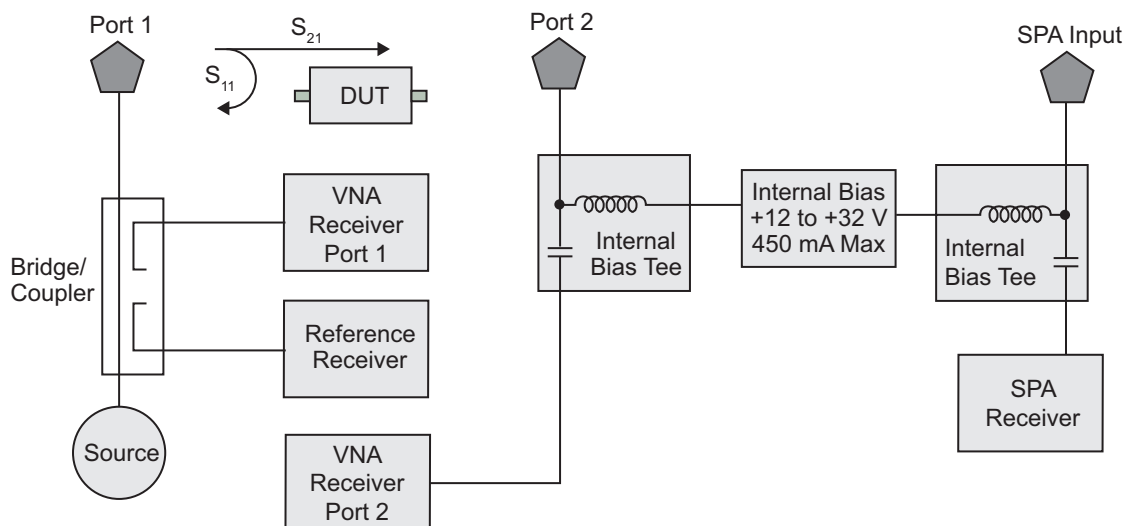 Port 1
S21
S11
DUT
Port 2
SPA Input
VNA
Receiver
Port 1
Bridge/
Coupler
Reference
Receiver
Source
VNA
Receiver
Port 2
Internal
Bias Tee
Internal Bias
+12 to +32 V
450 mA Max
Internal
Bias Tee
SPA
Receiver